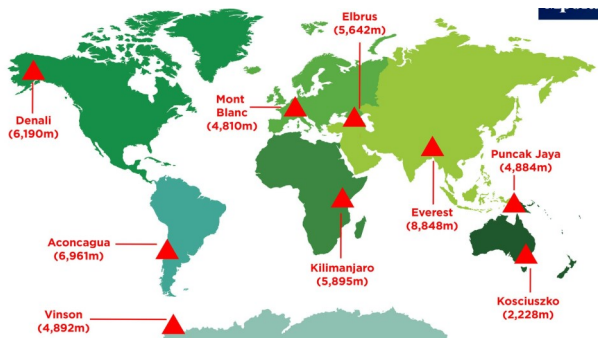 Elbrus
(5,642m)
Denali
(6,190m)
Mont
Blanc
(4,810m)
Puncak Jaya
(4,884m)
Everest
(8,848m)
Aconcagua
(6,961m)
Kilimanjaro
(5,895m)
Kosciuszko
(2,228m)
Vinson
(4,892m)